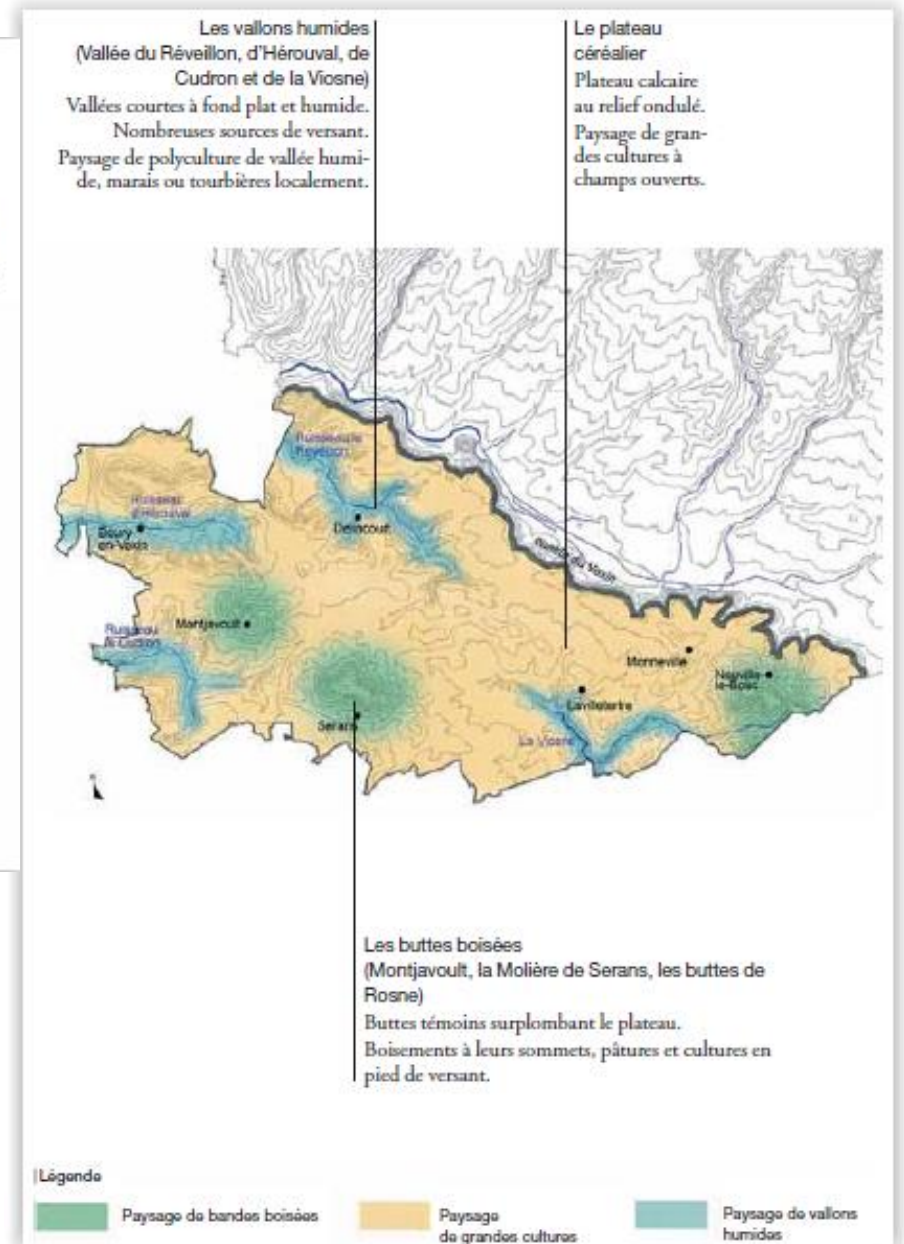 Les vallons humides
(Vallée du Réveillon, d'Hérouval, de
Cudron et de la Viosne)
Vallées courtes à fond plat et humide.
Nombreuses sources de versant.
Paysage de polyculture de vallée humi-
de, marais ou tourbières localement.
Le plateau
céréalier
Plateau calcaire
au relief ondulé.
Paysage de gran-
des cultures à
champs ouverts.
Ruisseau
d'Hérouval
Boury
en-Vexin
Delincourt
Montjavoult
Ruisseau
de Cudron
Serans
du Vexin
Monneville
Neuville
-le-Bosc
Lavilletertre
La Viosne
Les buttes boisées
(Montjavoult, la Molière de Serans, les buttes de
Rosne)
Buttes témoins surplombant le plateau.
Boisements à leurs sommets, pâtures et cultures en
pied de versant.
Légende
Paysage de bandes boisées
Paysage
de grandes cultures
Paysage de vallons
humides